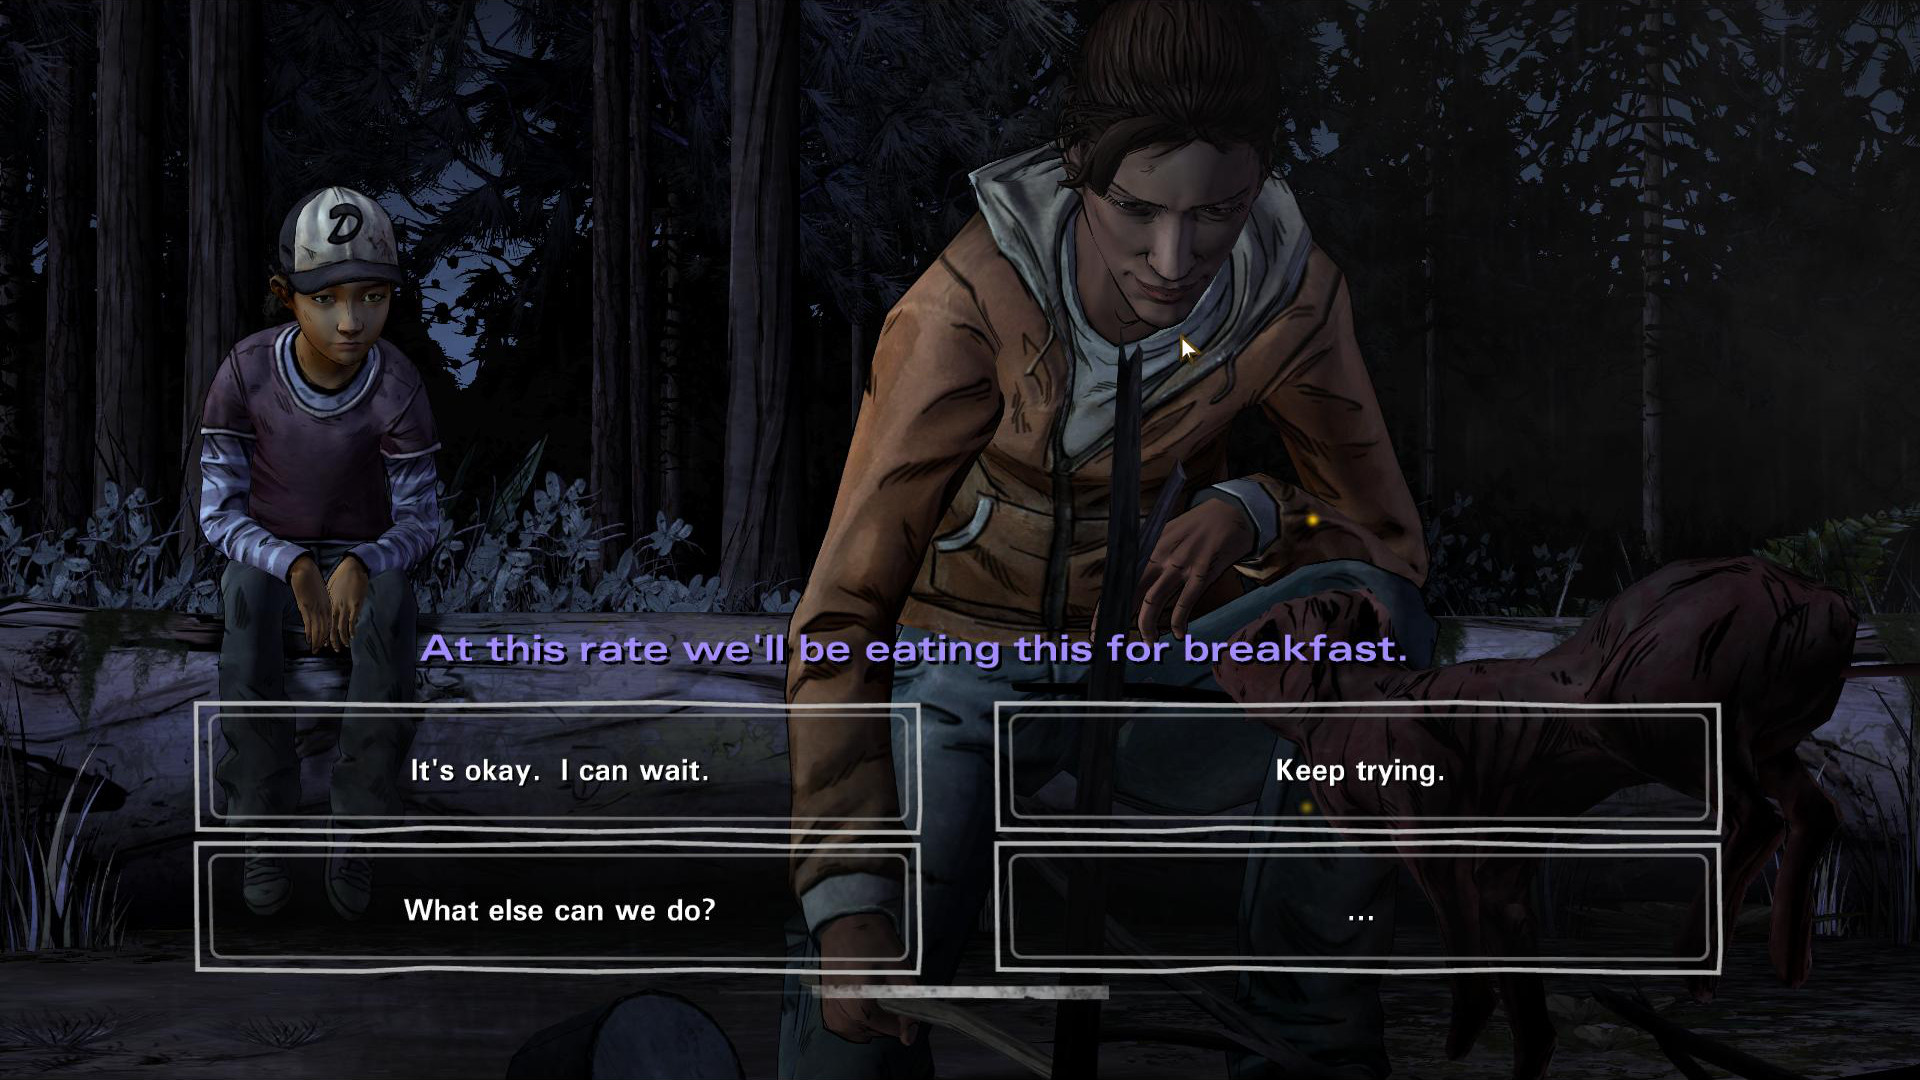 D
At this rate we'll be eating this for breakfast.
It's okay. I can wait.
Keep trying.
What else can we do?
...